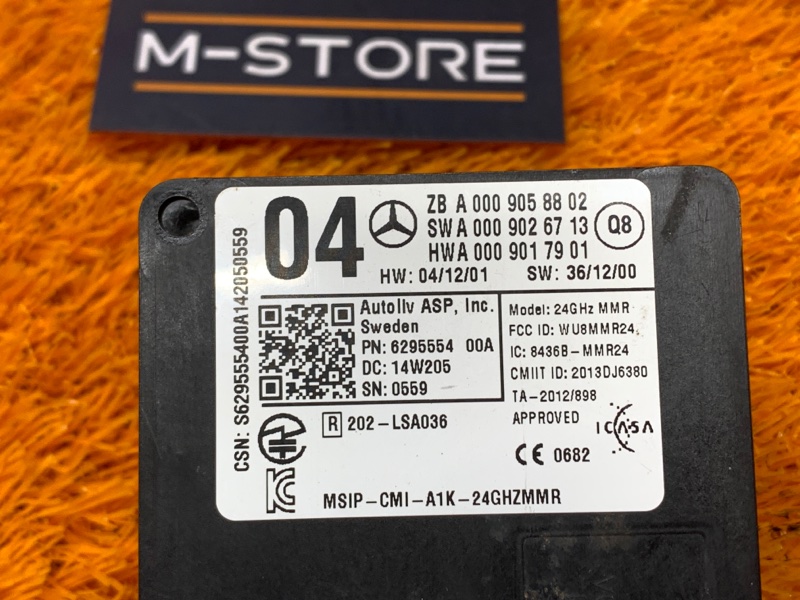 M-STORE
04
ZB A 000 905 88 02
SW A 000 902 67 13
HW A 000 901 79 01
Q8
HW: 04/12/01 SW: 36/12/00
CSN: S629555400A142050559
Autoliv ASP, Inc.
Sweden
PN: 6295554 00A
DC: 14W205
SN: 0559
Model: 24GHz MMR
FCC ID: WU8MMR24
IC: 8436B-MMR24
CMIIT ID: 2013DJ6380
TA-2012/898
APPROVED
ICASA
R 202-LSA036
CE 0682
KC
MSIP-CMI-A1K-24GHZMMR